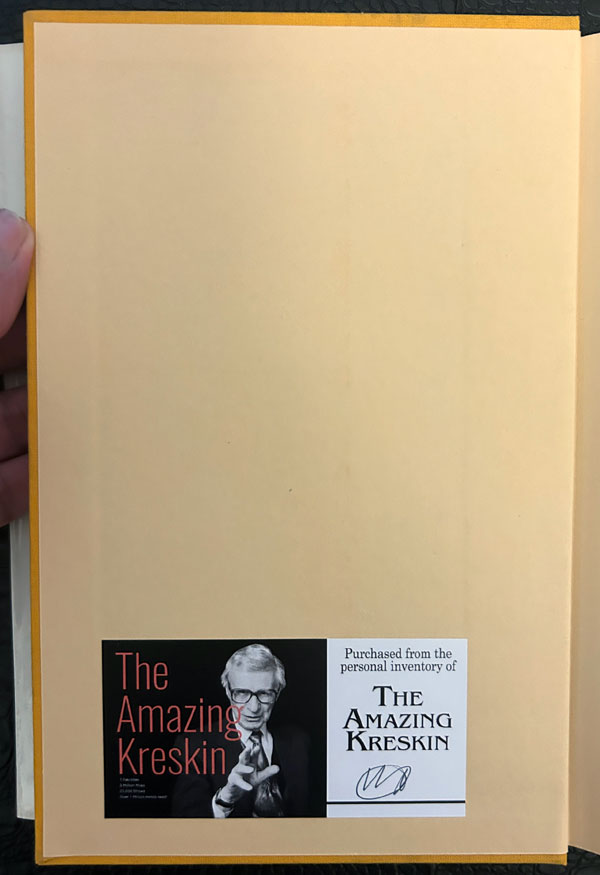 The
Amazing
Kreskin
Purchased from the
personal inventory of
THE
AMAZING
KRESKIN